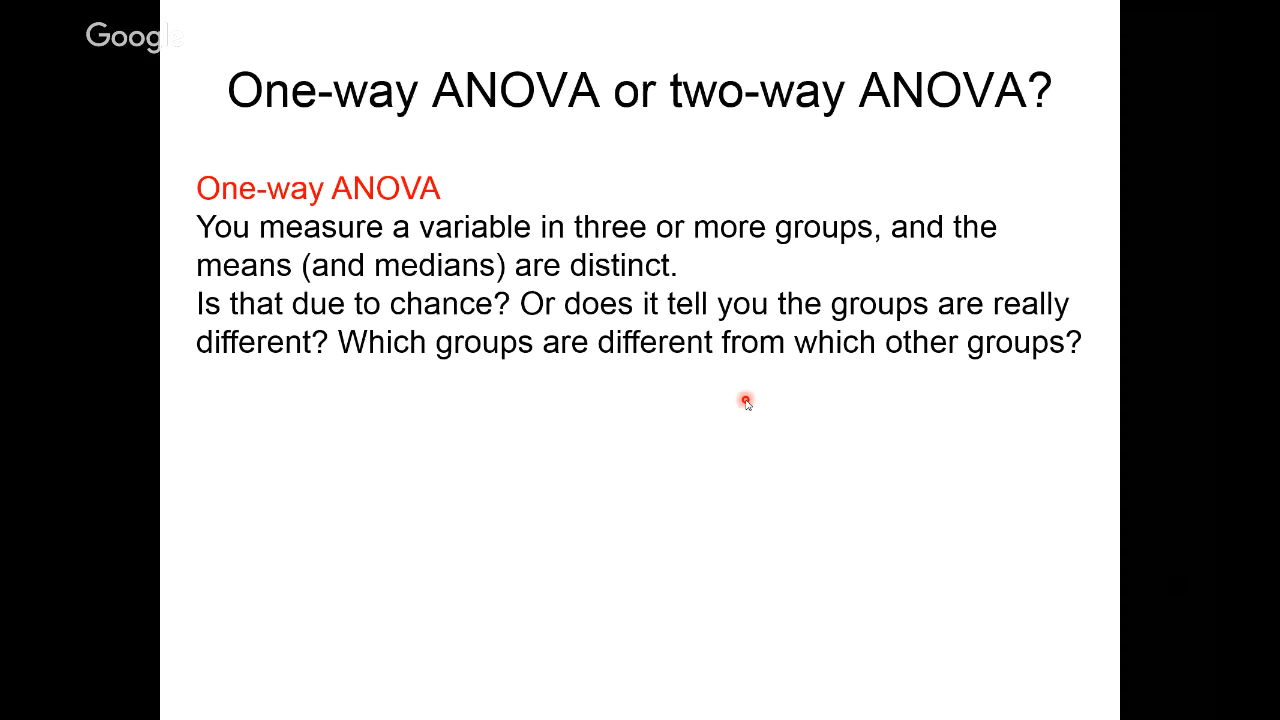 Google
One-way ANOVA or two-way ANOVA?
One-way ANOVA
You measure a variable in three or more groups, and the
means (and medians) are distinct.
Is that due to chance? Or does it tell you the groups are really
different? Which groups are different from which other groups?